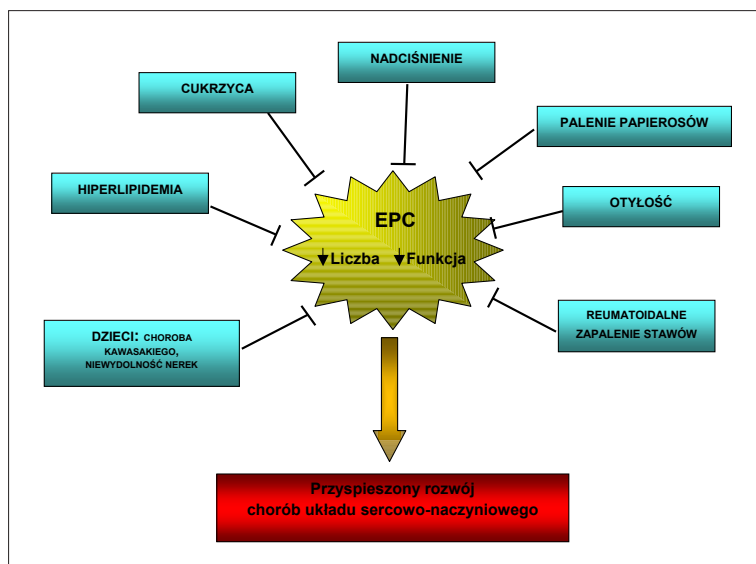 NADCIŚNIENIE
CUKRZYCA
PALENIE PAPIEROSÓW
HIPERLIPIDEMIA
OTYŁOŚĆ
EPC
Liczba Funkcja
REUMATOIDALNE
ZAPALENIE STAWÓW
DZIECI: CHOROBA
KAWASAKIEGO,
NIEWYDOLNOŚĆ NEREK
Przyspieszony rozwój
chorób układu sercowo-naczyniowego